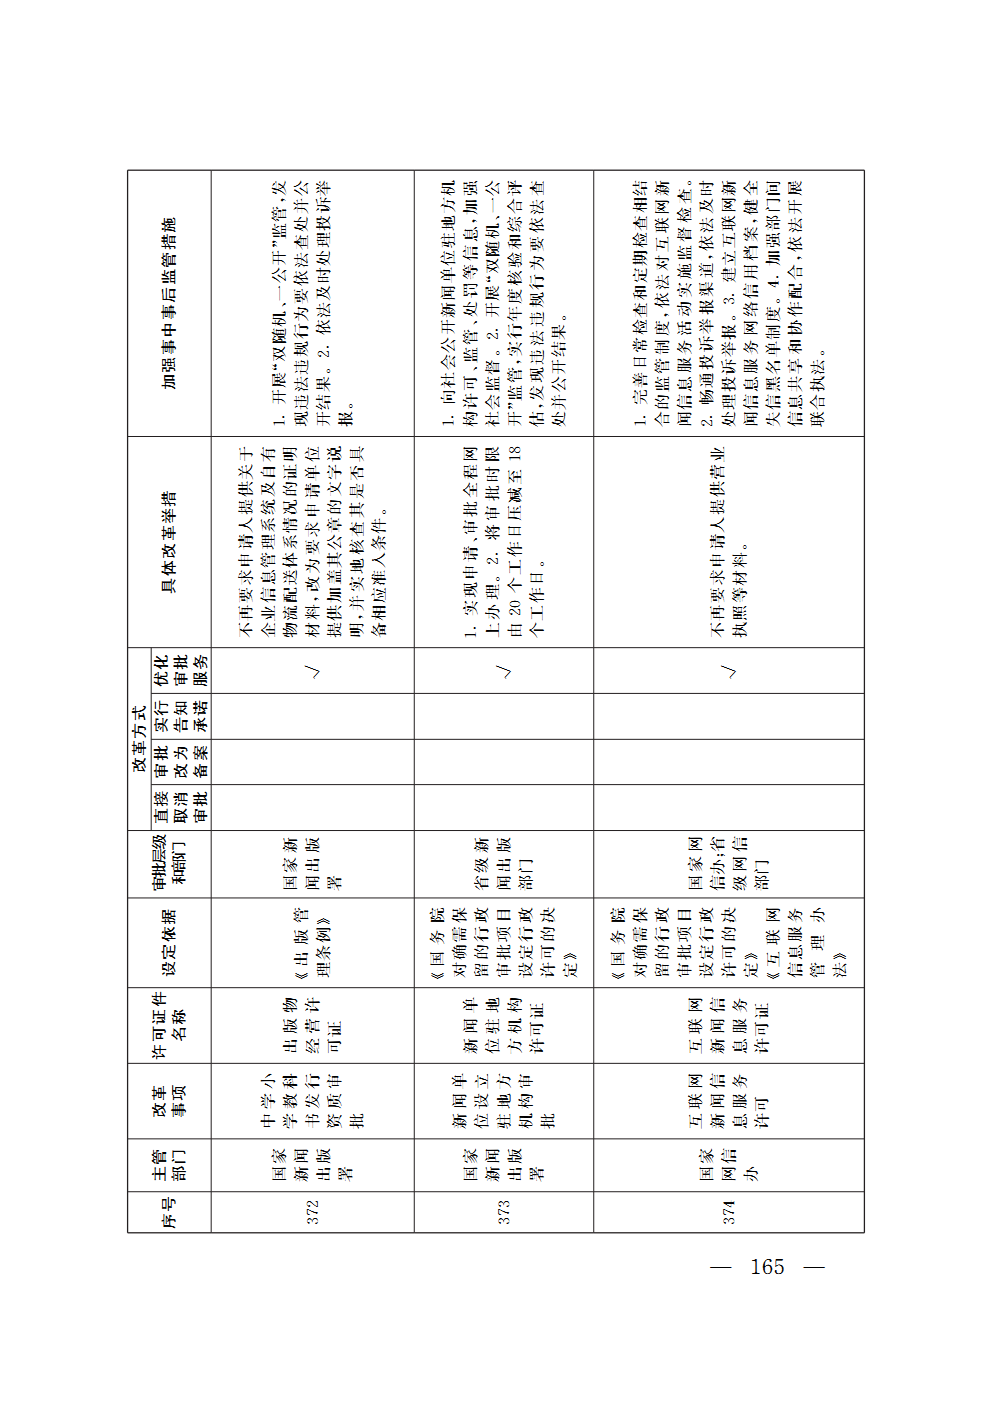 序号
主管
部门
改革
事项
许可证件
名称
设定依据
审批层级
和部门
改革方式
直接
取消
审批
审批
改为
备案
实行
告知
承诺
优化
审批
服务
具体改革举措
加强事中事后监管措施
372
国家
新闻
出版
署
中学小
学教科
书发行
资质审
批
出版物
经营许
可证
《出版管
理条例》
国家新
闻出版
署
√
不再要求申请人提供关于
企业信息管理系统及自有
物流配送体系情况的证明
材料,改为要求申请单位
提供加盖其公章的文字说
明,并实地核查其是否具
备相应准入条件。
1. 开展“双随机、一公开”监管,发
现违法违规行为要依法查处并公
开结果。2. 依法及时处理投诉举
报。
373
国家
新闻
出版
署
新闻单
位设立
驻地方
机构审
批
新闻单
位驻地
方机构
许可证
《国务院
对确需保
留的行政
审批项目
设定行政
许可的决
定》
省级新
闻出版
部门
√
1. 实现申请、审批全程网
上办理。2. 将审批时限
由 20 个工作日压减至 18
个工作日。
1. 向社会公开新闻单位驻地方机
构许可、监管、处罚等信息,加强
社会监督。2. 开展“双随机、一公
开”监管,实行年度核验和综合评
估,发现违法违规行为要依法查
处并公开结果。
374
国家
网信
办
互联网
新闻信
息服务
许可
互联网
新闻信
息服务
许可证
《国务院
对确需保
留的行政
审批项目
设定行政
许可的决
定》
《互联网
信息服务
管理办
法》
国家网
信办;省
级网信
部门
√
不再要求申请人提供营业
执照等材料。
1. 完善日常检查和定期检查相结
合的监管制度,依法对互联网新
闻信息服务活动实施监督检查。
2. 畅通投诉举报渠道,依法及时
处理投诉举报。3. 建立互联网新
闻信息服务网络信用档案,健全
失信黑名单制度。4. 加强部门间
信息共享和协作配合,依法开展
联合执法。
— 165 —